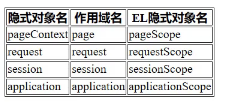 隐式对象名 作用域名 EL隐式对象名
pageContext page pageScope
request request requestScope
session session sessionScope
application application applicationScope